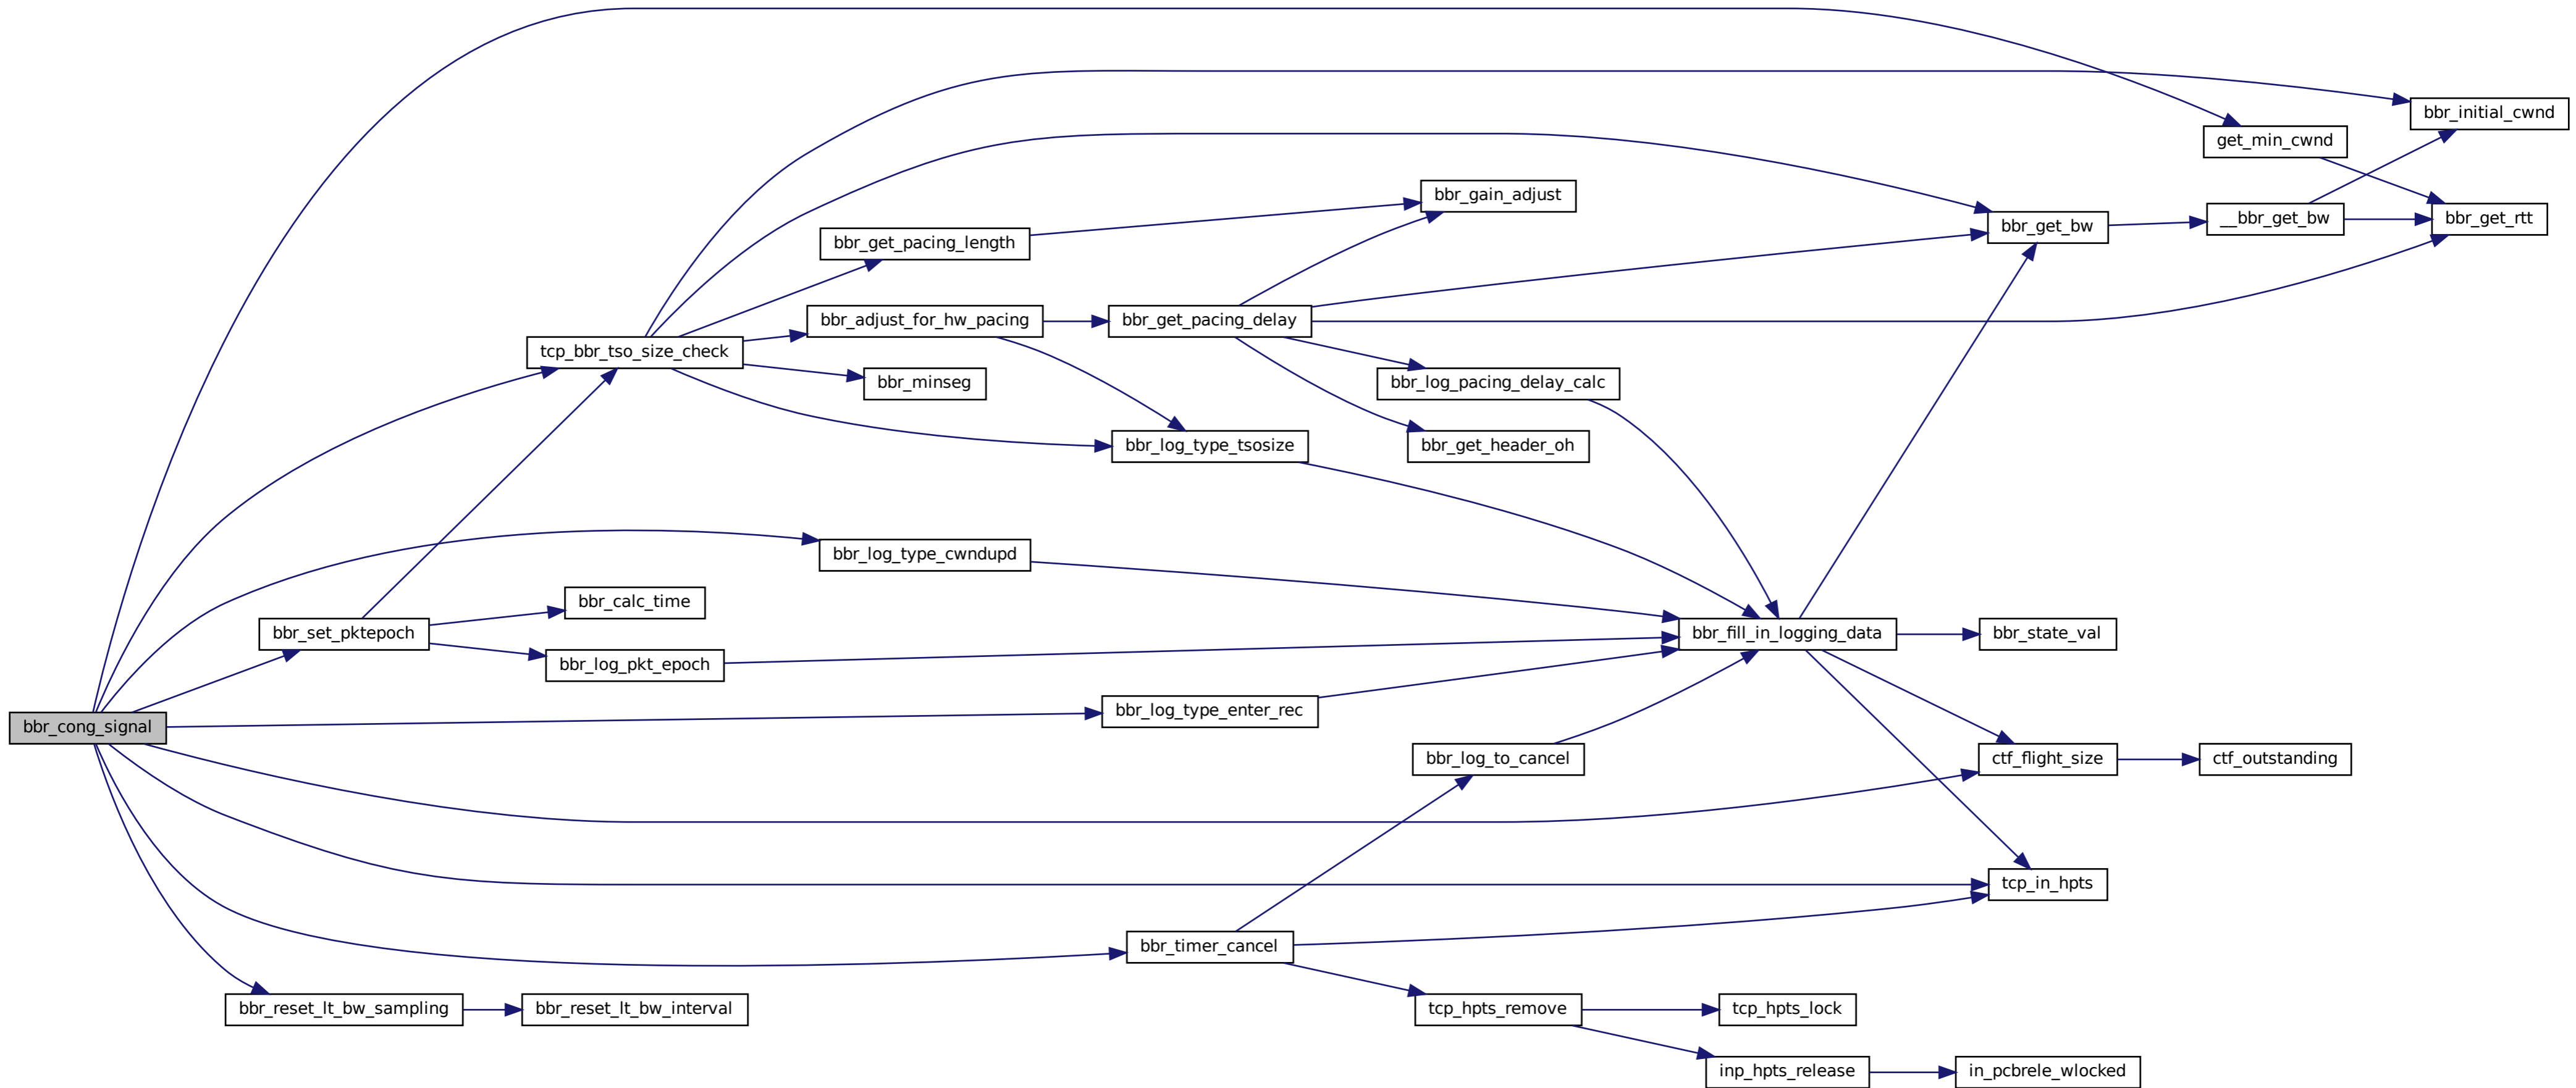 bbr_initial_cwnd
get_min_cwnd
bbr_gain_adjust
bbr_get_rtt
__bbr_get_bw
bbr_get_bw
bbr_get_pacing_length
bbr_adjust_for_hw_pacing
bbr_get_pacing_delay
tcp_bbr_tso_size_check
bbr_minseg
bbr_log_pacing_delay_calc
bbr_log_type_tsosize
bbr_get_header_oh
bbr_log_type_cwndupd
bbr_calc_time
bbr_set_pktepoch
bbr_fill_in_logging_data
bbr_state_val
bbr_log_pkt_epoch
bbr_log_type_enter_rec
bbr_cong_signal
bbr_log_to_cancel
ctf_flight_size
ctf_outstanding
tcp_in_hpts
bbr_timer_cancel
bbr_reset_lt_bw_sampling
bbr_reset_lt_bw_interval
tcp_hpts_remove
tcp_hpts_lock
inp_hpts_release
in_pcbrele_wlocked